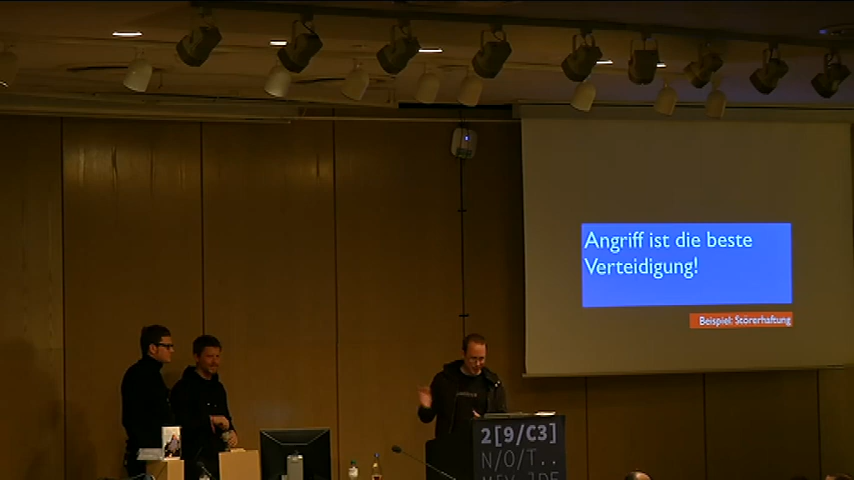 Angriff ist die beste
Verteidigung!
Beispiel: Störerhaftung
2[9/C3]
N/O/T..